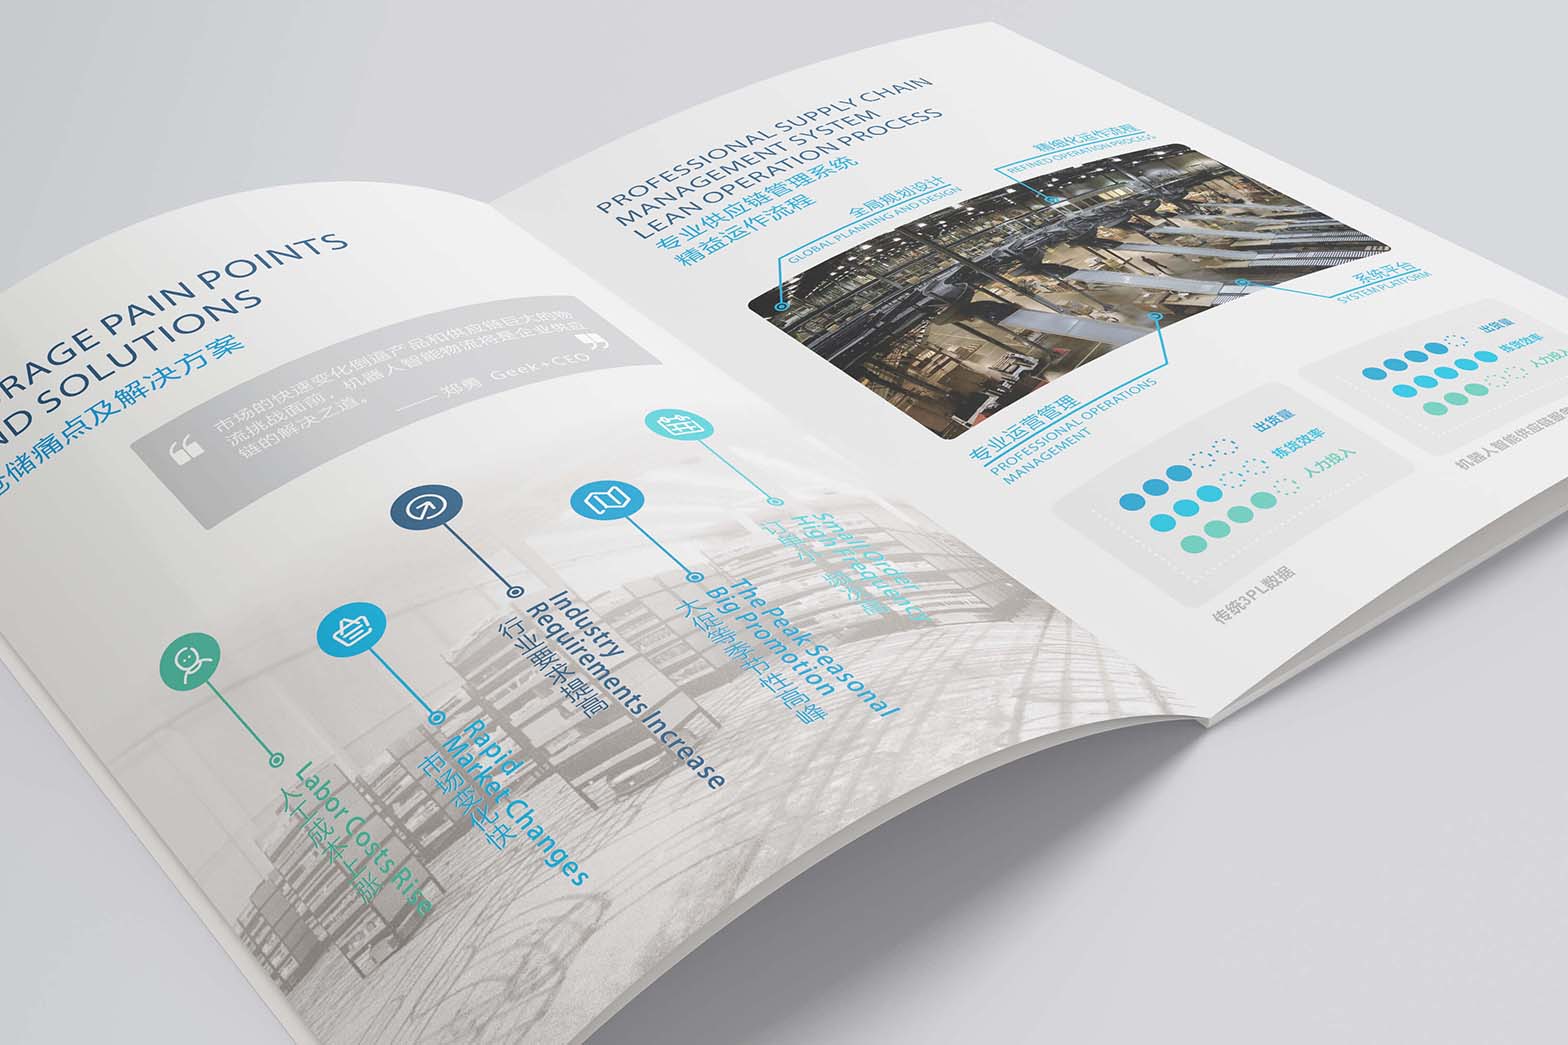 RAGE PAIN POINTS
ND SOLUTIONS
仓储痛点及解决方案
市场的快速变化倒逼产品和供应链巨大的物
流挑战面前,机器人智能物流将是企业供应
链的解决之道。 ——郑勇 Geek+CEO
Labor Costs Rise
人工成本上涨
Rapid
Market Changes
市场变化快
Industry
Requirements Increase
行业要求提高
The Peak Seasonal
Big Promotion
大促季季节性高峰
Small Order
High Frequency
PROFESSIONAL SUPPLY CHAIN
MANAGEMENT SYSTEM
LEAN OPERATION PROCESS
专业供应链管理系统
精益运作流程
全局规划设计
GLOBAL PLANNING AND DESIGN
精细化运作流程
REFINED OPERATION PROCESS
系统平台
SYSTEM PLATFORM
专业运营管理
PROFESSIONAL OPERATIONS
MANAGEMENT
出货量
拣货效率
人力投入
传统3PL数据
出货量
拣货效率
人力投入
机器人智能供应链服